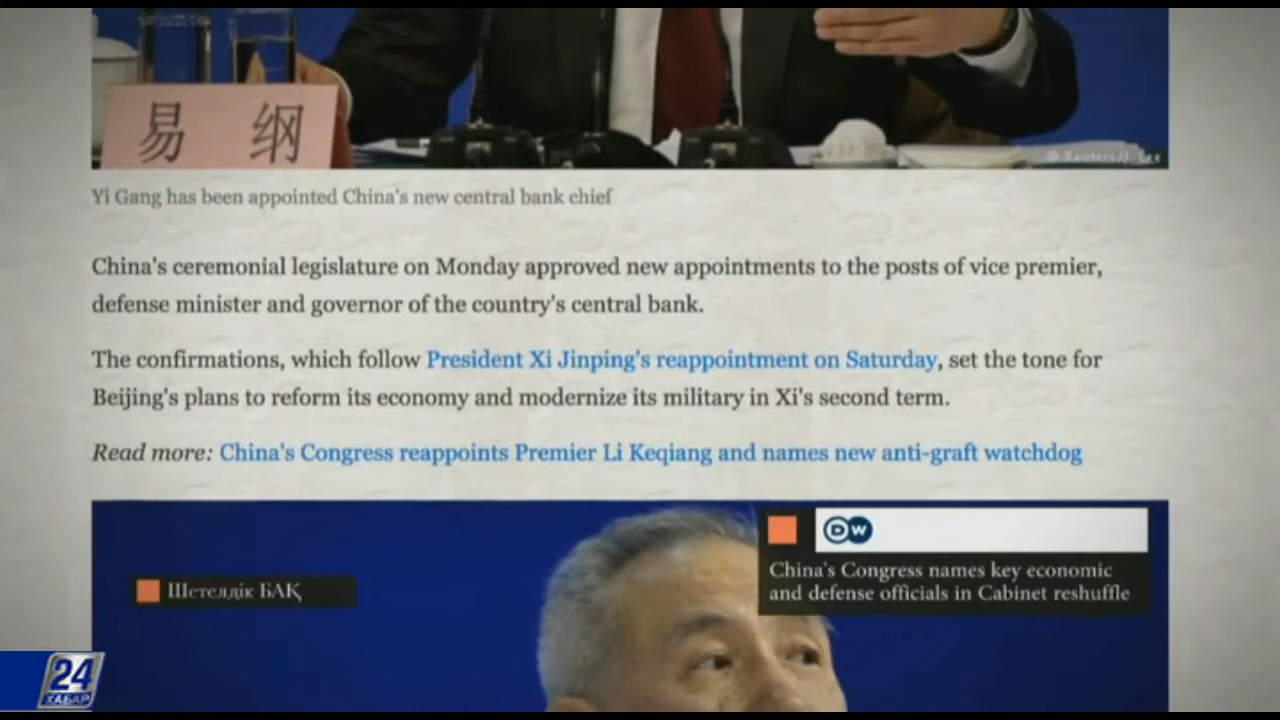 易 纲
© Reuters/J. Lee
Yi Gang has been appointed China's new central bank chief
China's ceremonial legislature on Monday approved new appointments to the posts of vice premier,
defense minister and governor of the country's central bank.
The confirmations, which follow President Xi Jinping's reappointment on Saturday, set the tone for
Beijing's plans to reform its economy and modernize its military in Xi's second term.
Read more: China's Congress reappoints Premier Li Keqiang and names new anti-graft watchdog
DW
China's Congress names key economic
and defense officials in Cabinet reshuffle
Шетелдік БАҚ
24
ХАБАР